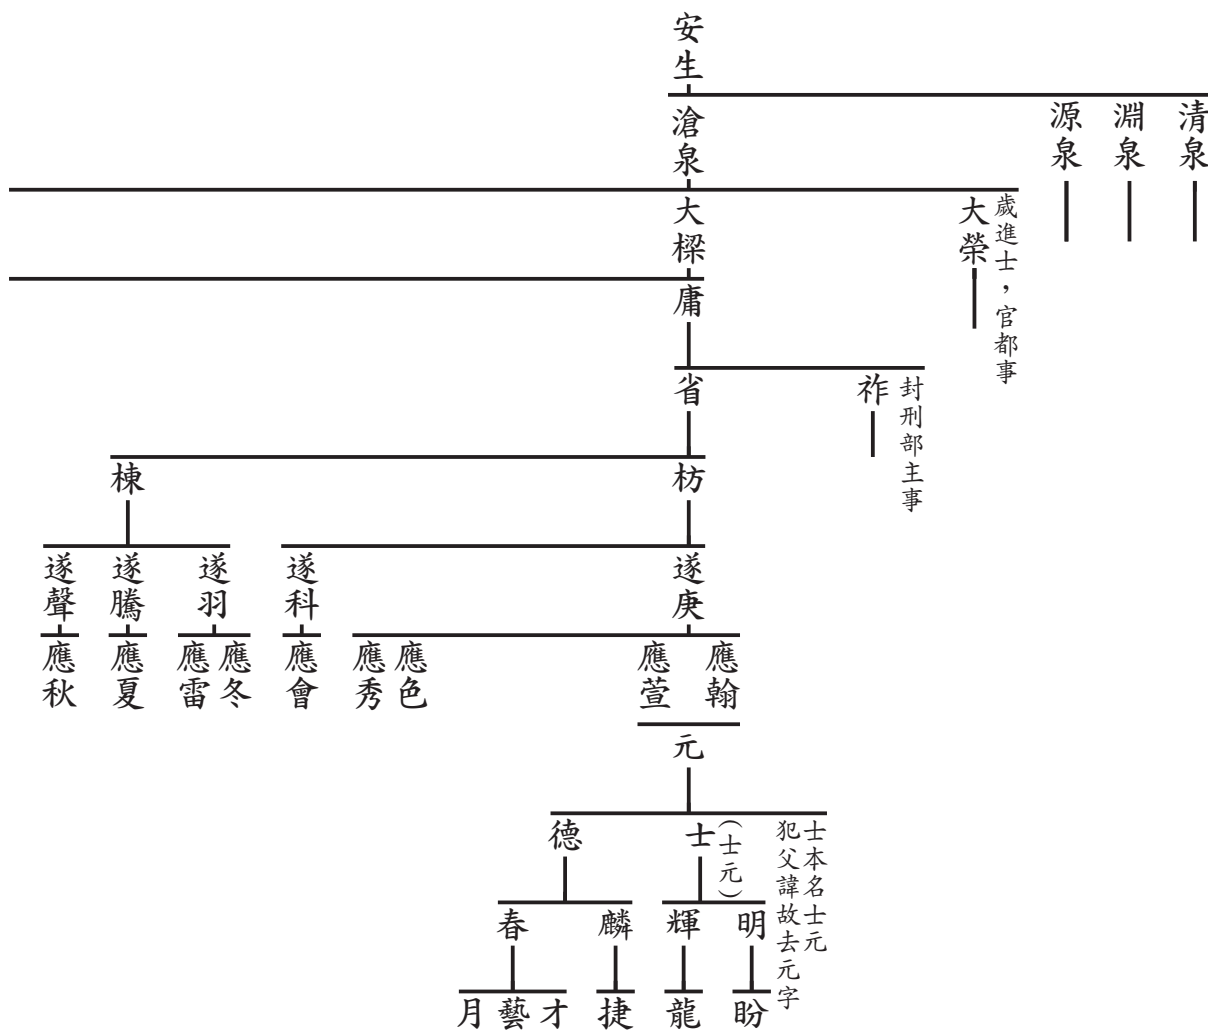 安生
清泉
淵泉
源泉
滄泉
歲進士，官都事
大榮
大樑
庸
封刑部主事
祚
省
枋
棟
遂庚
遂科
遂羽
遂騰
遂聲
應翰
應萱
應色
應秀
應會
應冬
應雷
應夏
應秋
元
士本名士元
犯父諱故去元字
士
（士元）
德
明
輝
麟
春
盼
龍
捷
才
藝
月